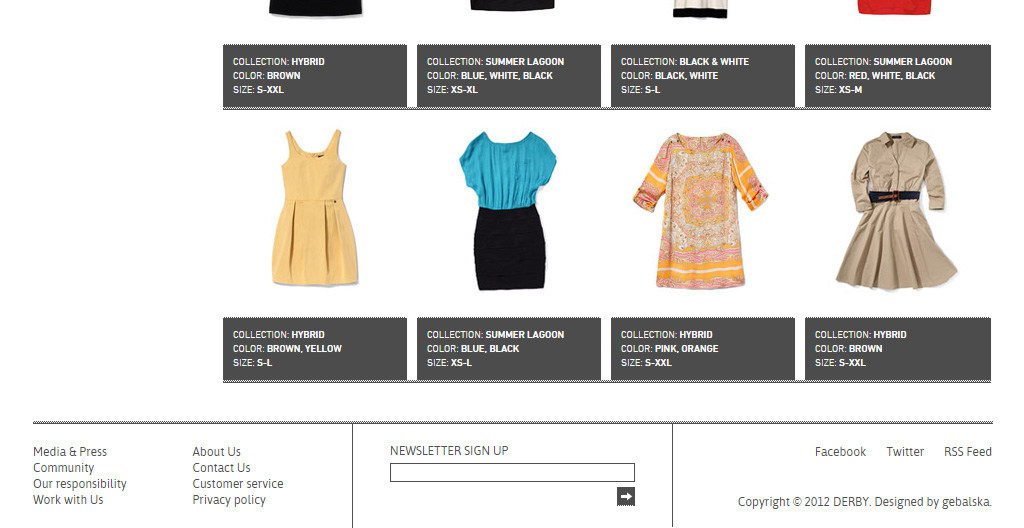 COLLECTION: HYBRID
COLOR: BROWN
SIZE: S-XXL
COLLECTION: SUMMER LAGOON
COLOR: BLUE, WHITE, BLACK
SIZE: XS-XL
COLLECTION: BLACK & WHITE
COLOR: BLACK, WHITE
SIZE: S-L
COLLECTION: SUMMER LAGOON
COLOR: RED, WHITE, BLACK
SIZE: XS-M
COLLECTION: HYBRID
COLOR: BROWN, YELLOW
SIZE: S-L
COLLECTION: SUMMER LAGOON
COLOR: BLUE, BLACK
SIZE: XS-L
COLLECTION: HYBRID
COLOR: PINK, ORANGE
SIZE: S-XXL
COLLECTION: HYBRID
COLOR: BROWN
SIZE: S-XXL
Media & Press
Community
Our responsibility
Work with Us
About Us
Contact Us
Customer service
Privacy policy
NEWSLETTER SIGN UP
Facebook Twitter RSS Feed
Copyright © 2012 DERBY. Designed by gebalska.